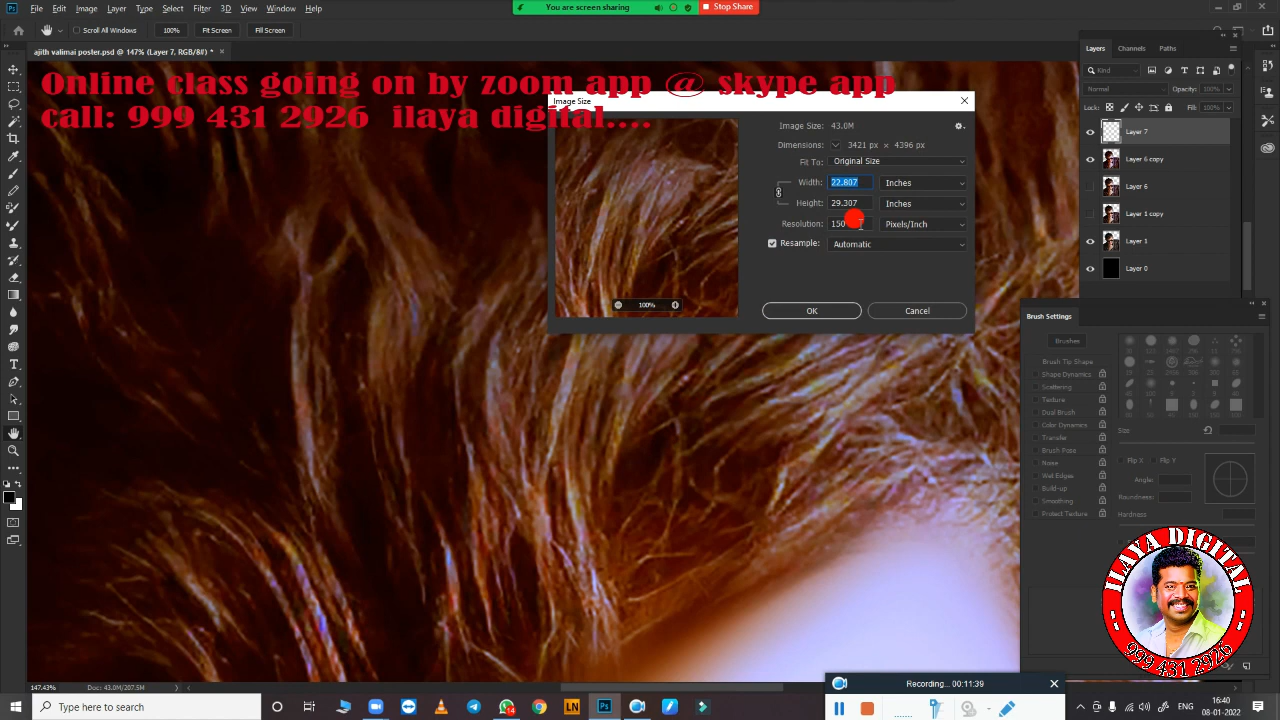 File Edit Image Layer Type Select Filter 3D View Window Help
You are screen sharing Stop Share
Scroll All Windows 100% Fit Screen Fill Screen
ajith valimai poster.psd @ 147% (Layer 7, RGB/8#) *
Online class going on by zoom app @ skype app
call: 999 431 2926 ilaya digital....
Image Size
Image Size: 43.0M
Dimensions: 3421 px × 4396 px
Fit To: Original Size
Width: 22.807 Inches
Height: 29.307 Inches
Resolution: 150 Pixels/Inch
Resample: Automatic
100%
OK Cancel
Layers Channels Paths
Kind
Normal Opacity: 100%
Lock: Fill: 100%
Layer 7
Layer 6 copy
Layer 6
Layer 1 copy
Layer 1
Layer 0
Brush Settings
Brushes
Brush Tip Shape
Shape Dynamics
Scattering
Texture
Dual Brush
Color Dynamics
Transfer
Brush Pose
Noise
Wet Edges
Build-up
Smoothing
Protect Texture
Size
Flip X Flip Y
Angle:
Roundness:
Hardness
ILAYA DIGITAL
999 431 2926
147.43% Doc: 43.0M/207.5M
Recording... 00:11:39
Type here to search
14
LN
Ps
ENG
16:40
08-01-2022